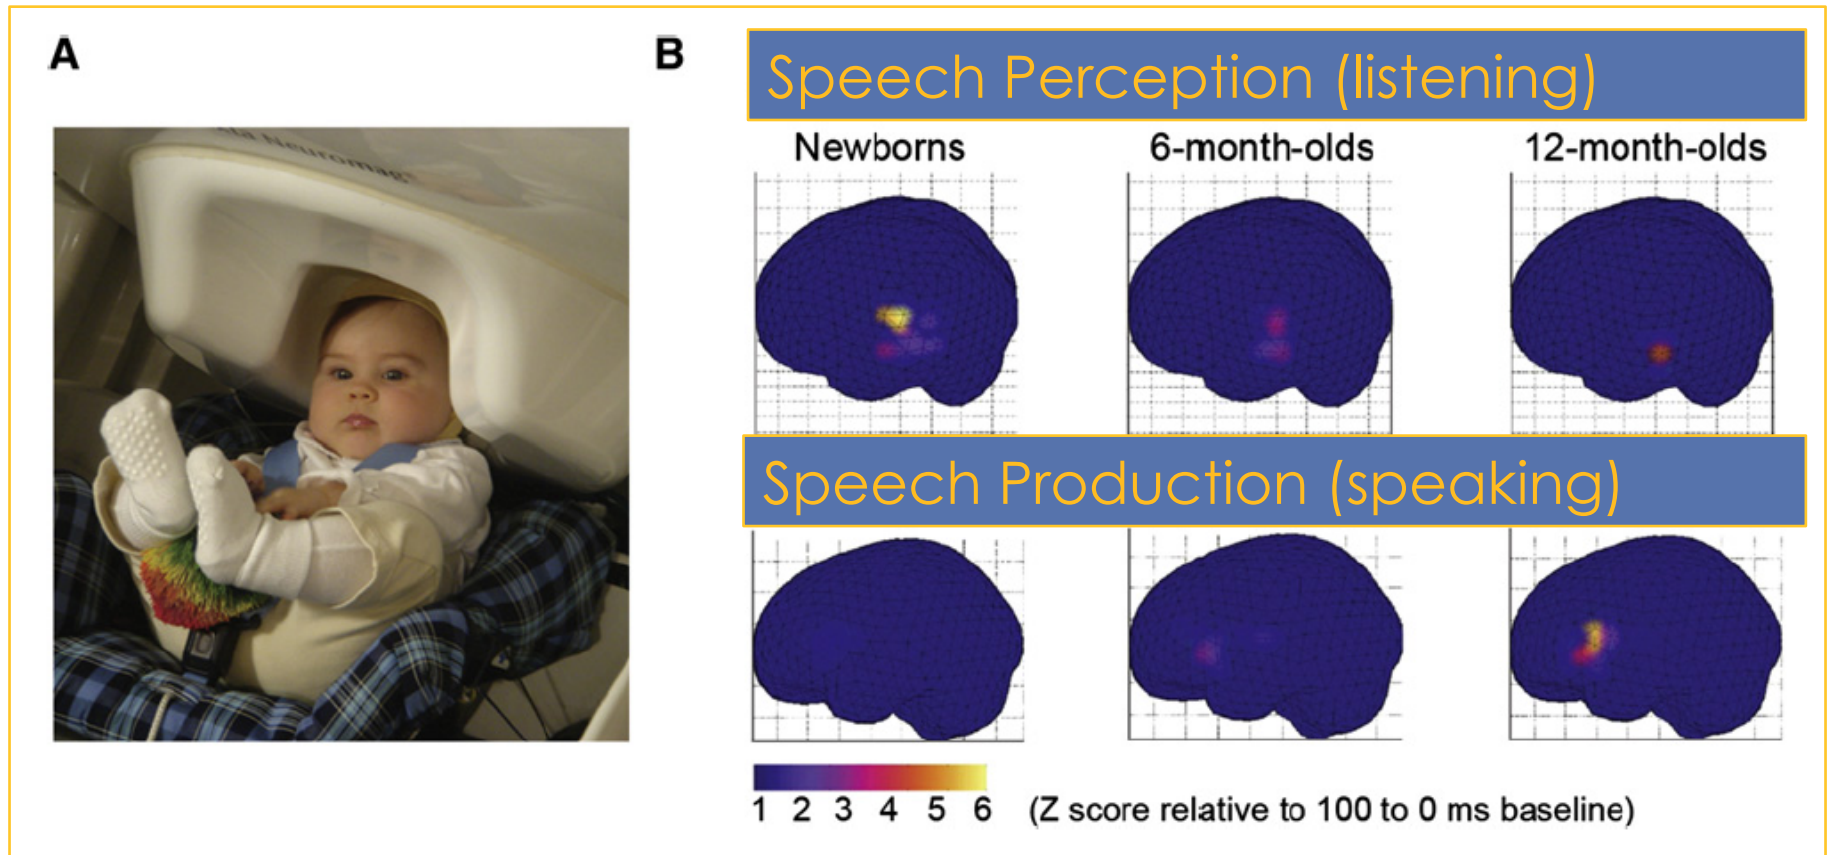 A
B
Speech Perception (listening)
Newborns 6-month-olds 12-month-olds
Neuromag
Speech Production (speaking)
1 2 3 4 5 6 (Z score relative to 100 to 0 ms baseline)